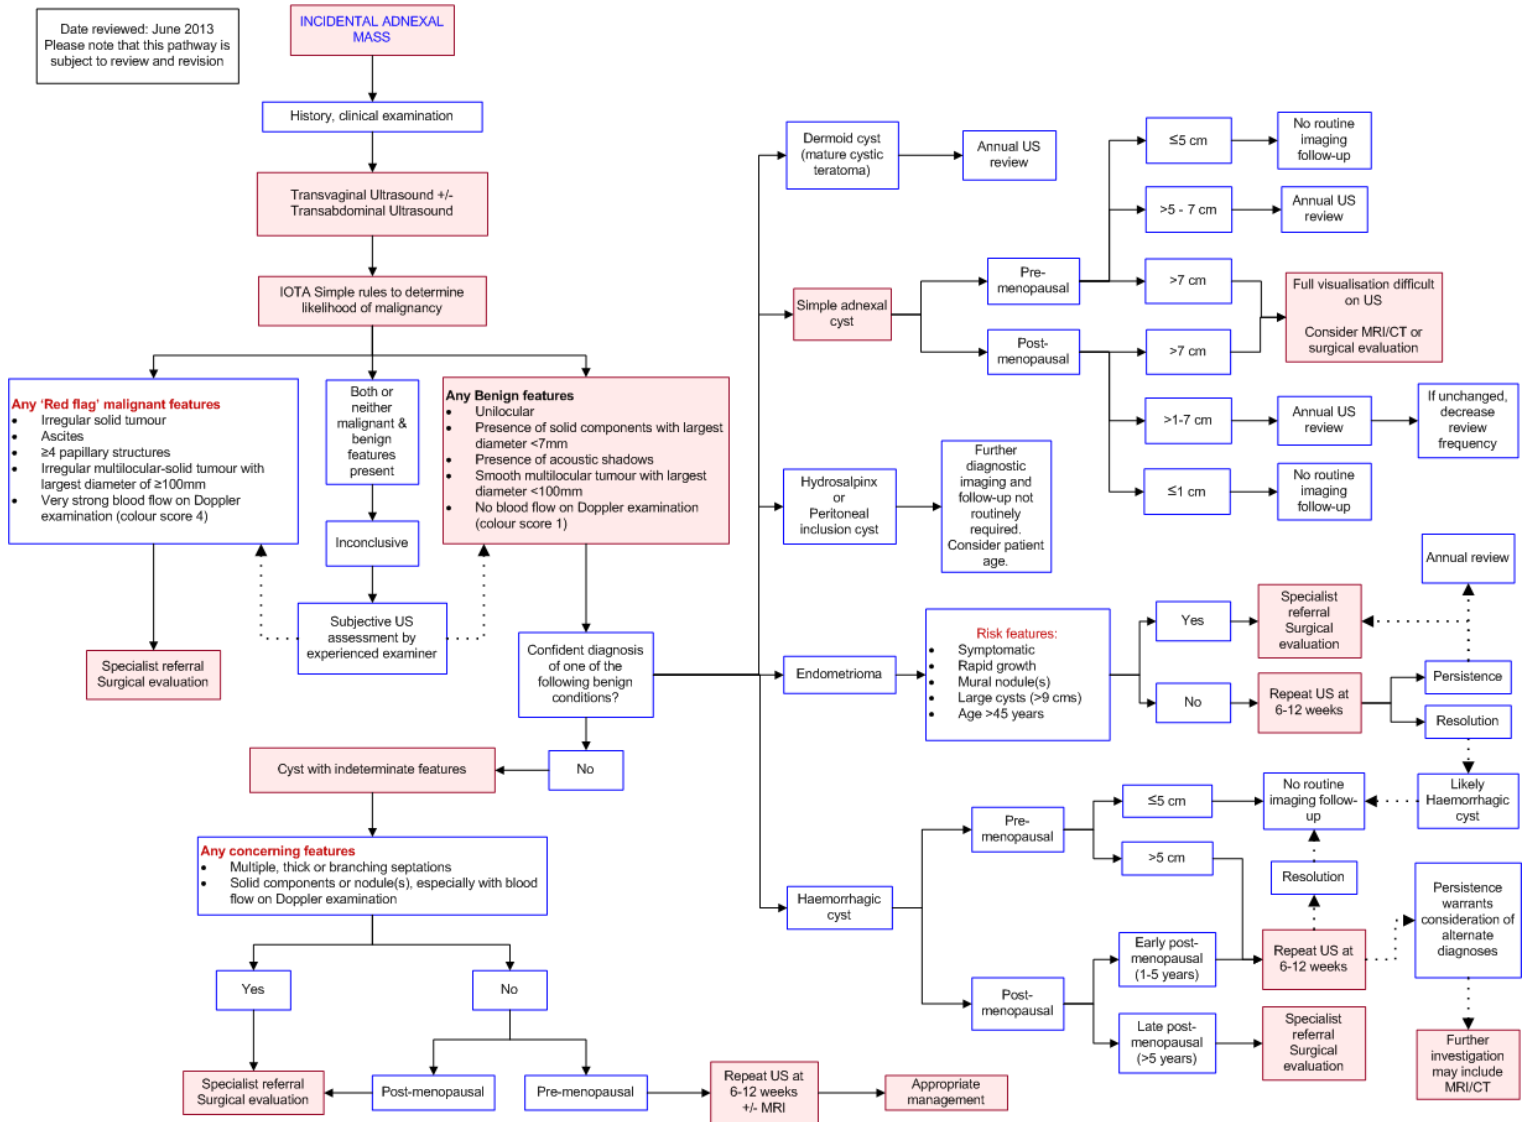 Date reviewed: June 2013
Please note that this pathway is
subject to review and revision
INCIDENTAL ADNEXAL
MASS
History, clinical examination
Transvaginal Ultrasound +/-
Transabdominal Ultrasound
IOTA Simple rules to determine
likelihood of malignancy
Any ‘Red flag’ malignant features
• Irregular solid tumour
• Ascites
• ≥4 papillary structures
• Irregular multilocular-solid tumour with
largest diameter of ≥100mm
• Very strong blood flow on Doppler
examination (colour score 4)
Both or
neither
malignant &
benign
features
present
Any Benign features
• Unilocular
• Presence of solid components with largest
diameter <7mm
• Presence of acoustic shadows
• Smooth multilocular tumour with largest
diameter <100mm
• No blood flow on Doppler examination
(colour score 1)
Inconclusive
Subjective US
assessment by
experienced examiner
Specialist referral
Surgical evaluation
Confident diagnosis
of one of the
following benign
conditions?
No
Cyst with indeterminate features
Any concerning features
• Multiple, thick or branching septations
• Solid components or nodule(s), especially with blood
flow on Doppler examination
Yes
No
Specialist referral
Surgical evaluation
Post-menopausal
Pre-menopausal
Repeat US at
6-12 weeks
+/- MRI
Appropriate
management
Dermoid cyst
(mature cystic
teratoma)
Annual US
review
Simple adnexal
cyst
Pre-
menopausal
Post-
menopausal
≤5 cm
No routine
imaging
follow-up
>5 - 7 cm
Annual US
review
>7 cm
>7 cm
Full visualisation difficult
on US
Consider MRI/CT or
surgical evaluation
>1-7 cm
Annual US
review
If unchanged,
decrease
review
frequency
≤1 cm
No routine
imaging
follow-up
Hydrosalpinx
or
Peritoneal
inclusion cyst
Further
diagnostic
imaging and
follow-up not
routinely
required.
Consider patient
age.
Endometrioma
Risk features:
• Symptomatic
• Rapid growth
• Mural nodule(s)
• Large cysts (>9 cms)
• Age >45 years
Yes
Specialist
referral
Surgical
evaluation
No
Repeat US at
6-12 weeks
Annual review
Persistence
Resolution
Likely
Haemorrhagic
cyst
Haemorrhagic
cyst
Pre-
menopausal
≤5 cm
No routine
imaging follow-
up
>5 cm
Resolution
Post-
menopausal
Early post-
menopausal
(1-5 years)
Repeat US at
6-12 weeks
Persistence
warrants
consideration of
alternate
diagnoses
Late post-
menopausal
(>5 years)
Specialist
referral
Surgical
evaluation
Further
investigation
may include
MRI/CT